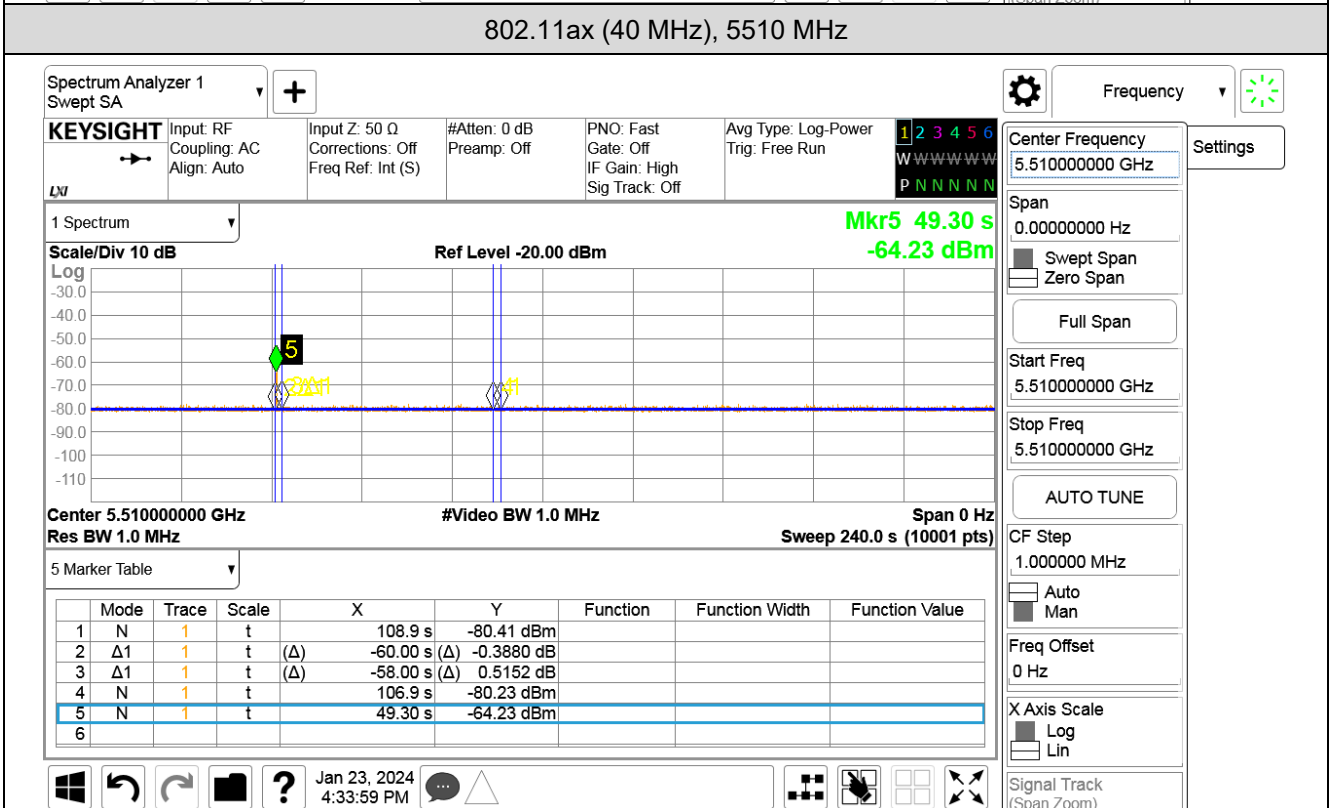 (Span Zoom)
802.11ax (40 MHz), 5510 MHz
Spectrum Analyzer 1
Swept SA
+
Frequency
KEYSIGHT
LXI
Input: RF
Coupling: AC
Align: Auto
Input Z: 50 Ω
Corrections: Off
Freq Ref: Int (S)
#Atten: 0 dB
Preamp: Off
PNO: Fast
Gate: Off
IF Gain: High
Sig Track: Off
Avg Type: Log-Power
Trig: Free Run
1 2 3 4 5 6
W W W W W W
P N N N N N
Center Frequency
5.510000000 GHz
Settings
1 Spectrum
Mkr5 49.30 s
-64.23 dBm
Scale/Div 10 dB
Ref Level -20.00 dBm
Log
-30.0
-40.0
-50.0
-60.0
-70.0
-80.0
-90.0
-100
-110
5
41
Center 5.510000000 GHz
#Video BW 1.0 MHz
Span 0 Hz
Res BW 1.0 MHz
Sweep 240.0 s (10001 pts)
Span
0.00000000 Hz
Swept Span
Zero Span
Full Span
Start Freq
5.510000000 GHz
Stop Freq
5.510000000 GHz
AUTO TUNE
CF Step
1.000000 MHz
Auto
Man
Freq Offset
0 Hz
X Axis Scale
Log
Lin
Signal Track
(Span Zoom)
5 Marker Table
Mode Trace Scale X Y Function Function Width Function Value
1 N 1 t 108.9 s -80.41 dBm
2 Δ1 1 t (Δ) -60.00 s (Δ) -0.3880 dB
3 Δ1 1 t (Δ) -58.00 s (Δ) 0.5152 dB
4 N 1 t 106.9 s -80.23 dBm
5 N 1 t 49.30 s -64.23 dBm
6
?
Jan 23, 2024
4:33:59 PM